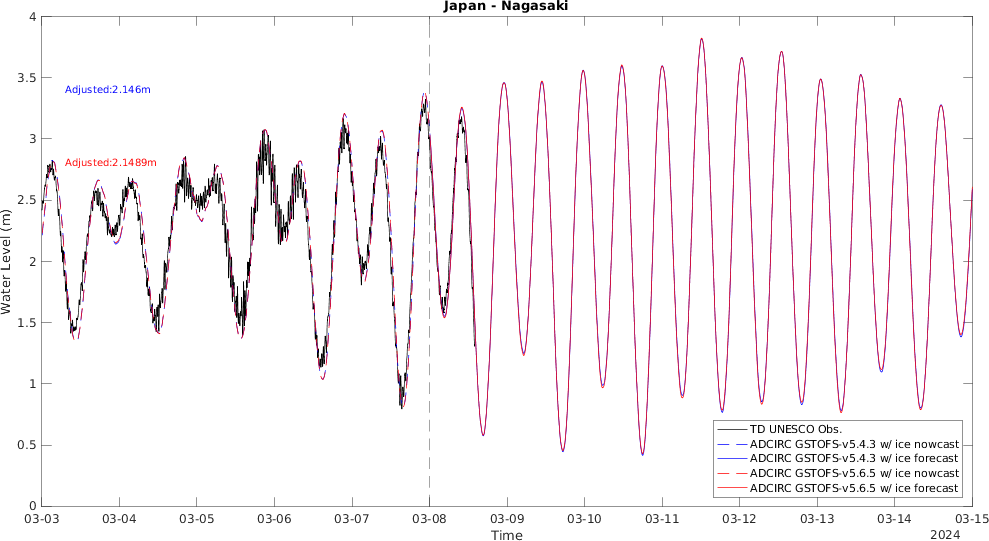 Japan - Nagasaki
4
3.5
3
2.5
2
1.5
1
0.5
0
Water Level (m)
Adjusted:2.146m
Adjusted:2.1489m
TD UNESCO Obs.
ADCIRC GSTOFS-v5.4.3 w/ ice nowcast
ADCIRC GSTOFS-v5.4.3 w/ ice forecast
ADCIRC GSTOFS-v5.6.5 w/ ice nowcast
ADCIRC GSTOFS-v5.6.5 w/ ice forecast
03-03 03-04 03-05 03-06 03-07 03-08 03-09 03-10 03-11 03-12 03-13 03-14 03-15
Time 2024